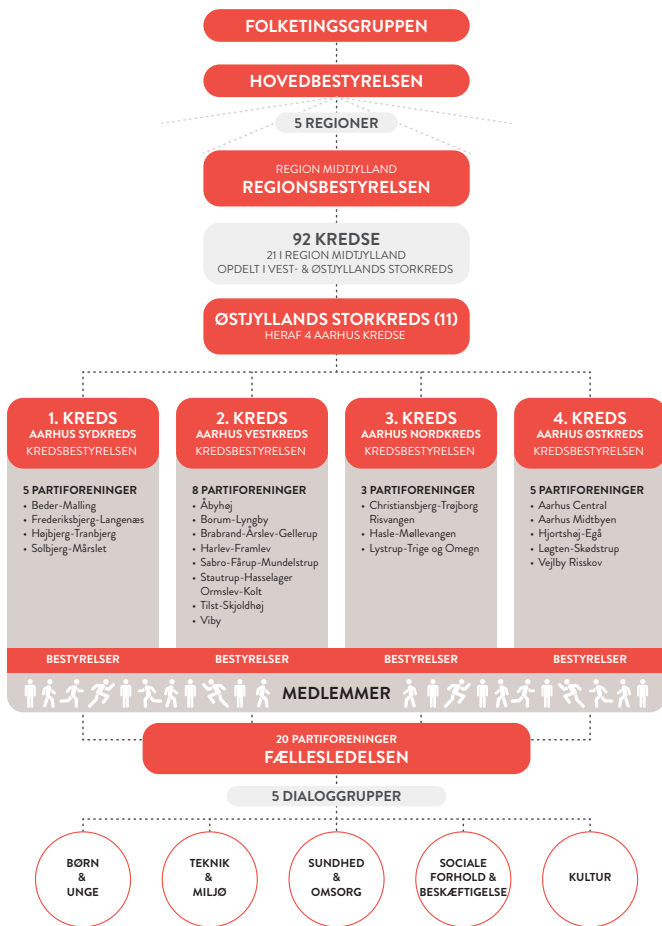 FOLKETINGSGRUPPEN
HOVEDBESTYRELSEN
5 REGIONER
REGION MIDTJYLLAND
REGIONSBESTYRELSEN
92 KREDSE
21 I REGION MIDTJYLLAND
OPDELT I VEST- & ØSTJYLLANDS STORKREDS
ØSTJYLLANDS STORKREDS (11)
HERAF 4 AARHUS KREDSE
1. KREDS
AARHUS SYDKREDS
KREDSBESTYRELSEN
5 PARTIFORENINGER
• Beder-Malling
• Frederiksbjerg-Langenæs
• Højbjerg-Tranbjerg
• Solbjerg-Mårslet
BESTYRELSER
2. KREDS
AARHUS VESTKREDS
KREDSBESTYRELSEN
8 PARTIFORENINGER
• Åbyhøj
• Borum-Lyngby
• Brabrand-Årslev-Gellerup
• Harlev-Framlev
• Sabro-Fårup-Mundelstrup
• Stautrup-Hasselager
Ormslev-Kolt
• Tilst-Skjoldhøj
• Viby
BESTYRELSER
3. KREDS
AARHUS NORDKREDS
KREDSBESTYRELSEN
3 PARTIFORENINGER
• Christiansbjerg-Trøjborg
Risvangen
• Hasle-Møllevangen
• Lystrup-Trige og Omegn
BESTYRELSER
4. KREDS
AARHUS ØSTKREDS
KREDSBESTYRELSEN
5 PARTIFORENINGER
• Aarhus Central
• Aarhus Midtbyen
• Hjortshøj-Egå
• Løgten-Skødstrup
• Vejlby Risskov
BESTYRELSER
MEDLEMMER
20 PARTIFORENINGER
FÆLLESLEDELSEN
5 DIALOGGRUPPER
BØRN
&
UNGE
TEKNIK
&
MILJØ
SUNDHED
&
OMSORG
SOCIALE
FORHOLD &
BESKÆFTIGELSE
KULTUR